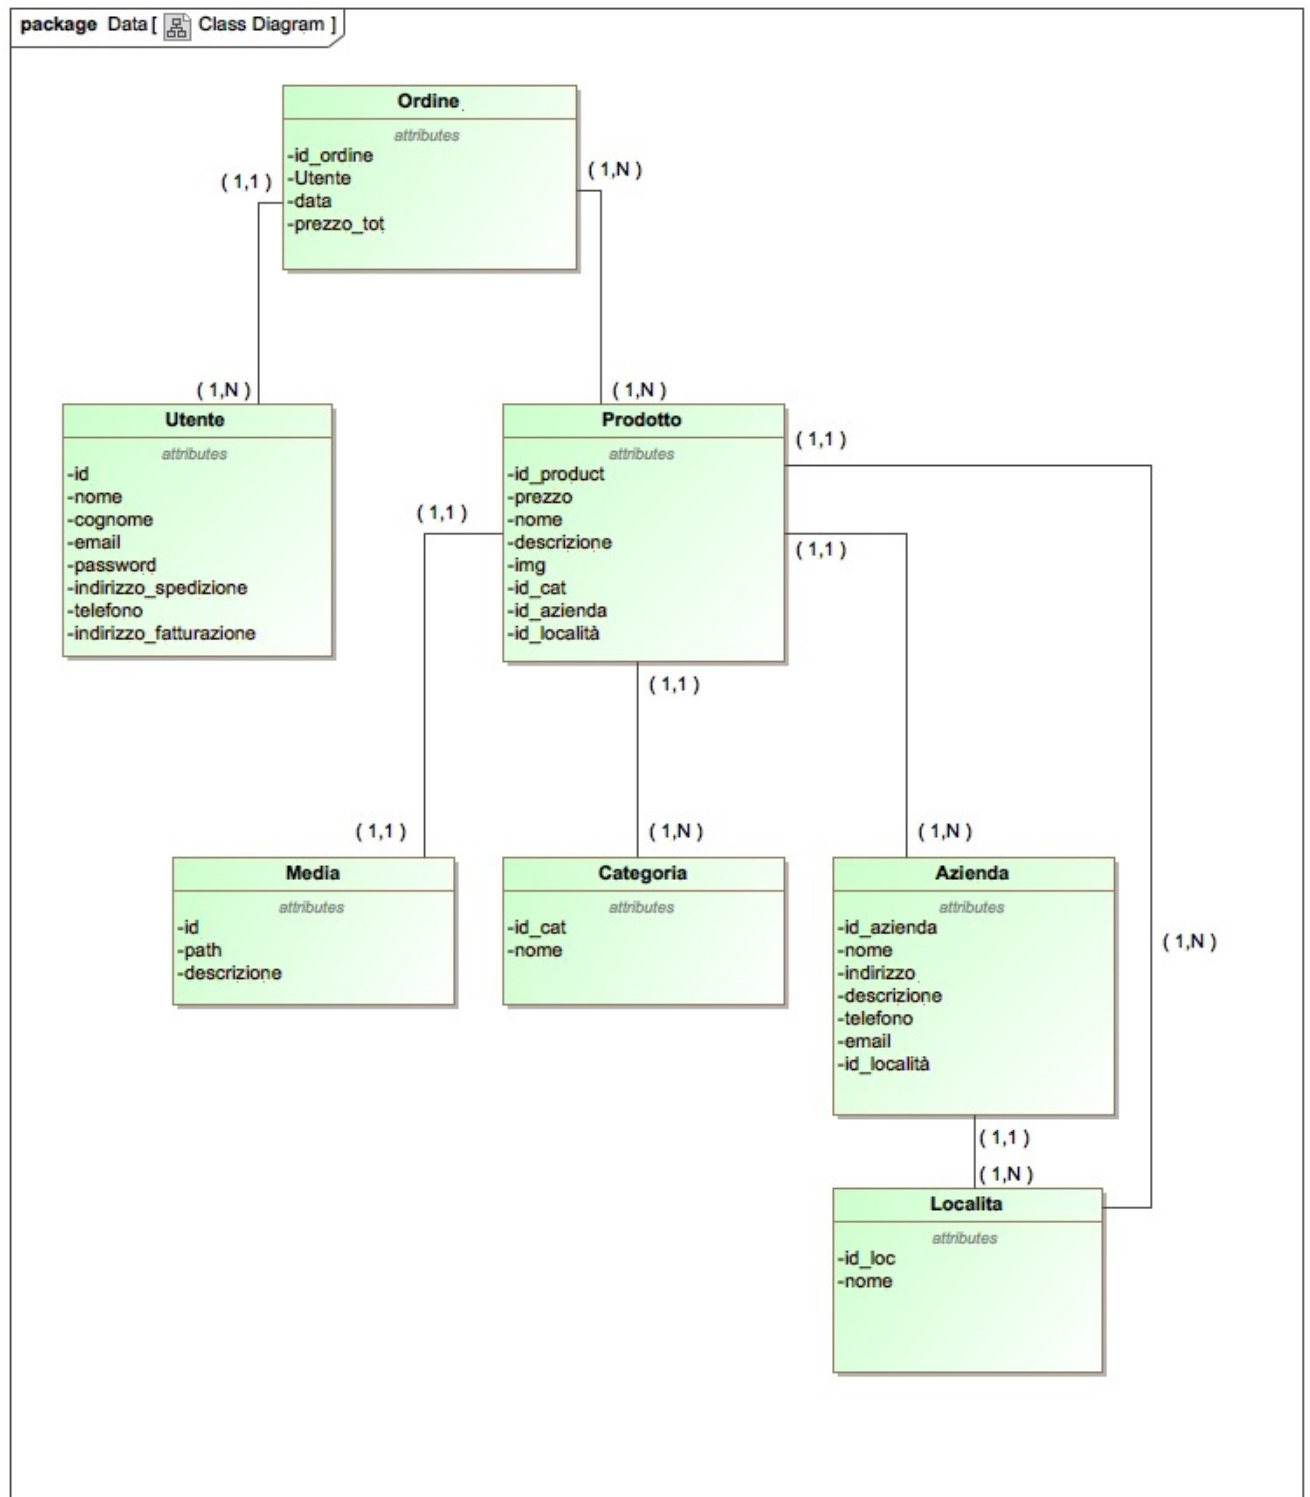 package Data [ Class Diagram ]
Ordine
attributes
-id_ordine
-Utente
-data
-prezzo_tot
( 1,1 )
( 1,N )
( 1,N )
( 1,N )
Utente
attributes
-id
-nome
-cognome
-email
-password
-indirizzo_spedizione
-telefono
-indirizzo_fatturazione
Prodotto
attributes
-id_product
-prezzo
-nome
-descrizione
-img
-id_cat
-id_azienda
-id_località
( 1,1 )
( 1,1 )
( 1,1 )
( 1,1 )
( 1,1 )
( 1,N )
( 1,N )
( 1,N )
Media
attributes
-id
-path
-descrizione
Categoria
attributes
-id_cat
-nome
Azienda
attributes
-id_azienda
-nome
-indirizzo
-descrizione
-telefono
-email
-id_località
( 1,1 )
( 1,N )
Localita
attributes
-id_loc
-nome